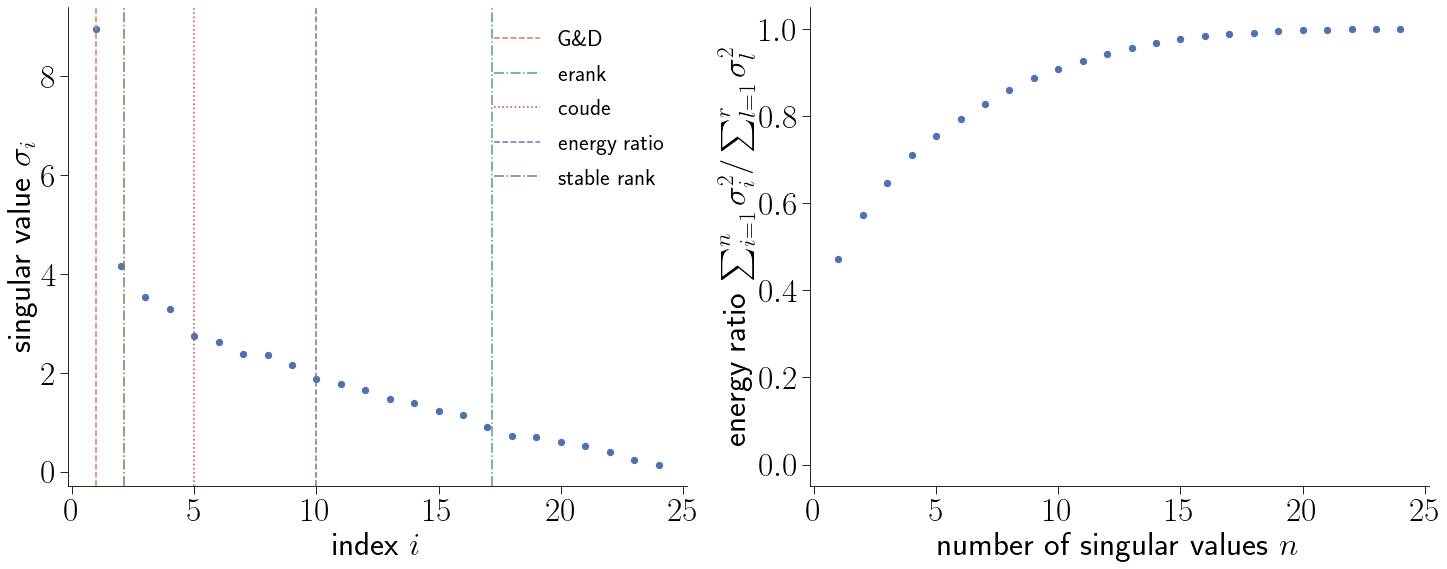 singular value σ_i
8
6
4
2
0
0 5 10 15 20 25
index i
G&D
erank
coude
energy ratio
stable rank
energy ratio ∑_{i=1}^{n} σ_i^2 / ∑_{l=1}^{r} σ_l^2
1.0
0.8
0.6
0.4
0.2
0.0
0 5 10 15 20 25
number of singular values n